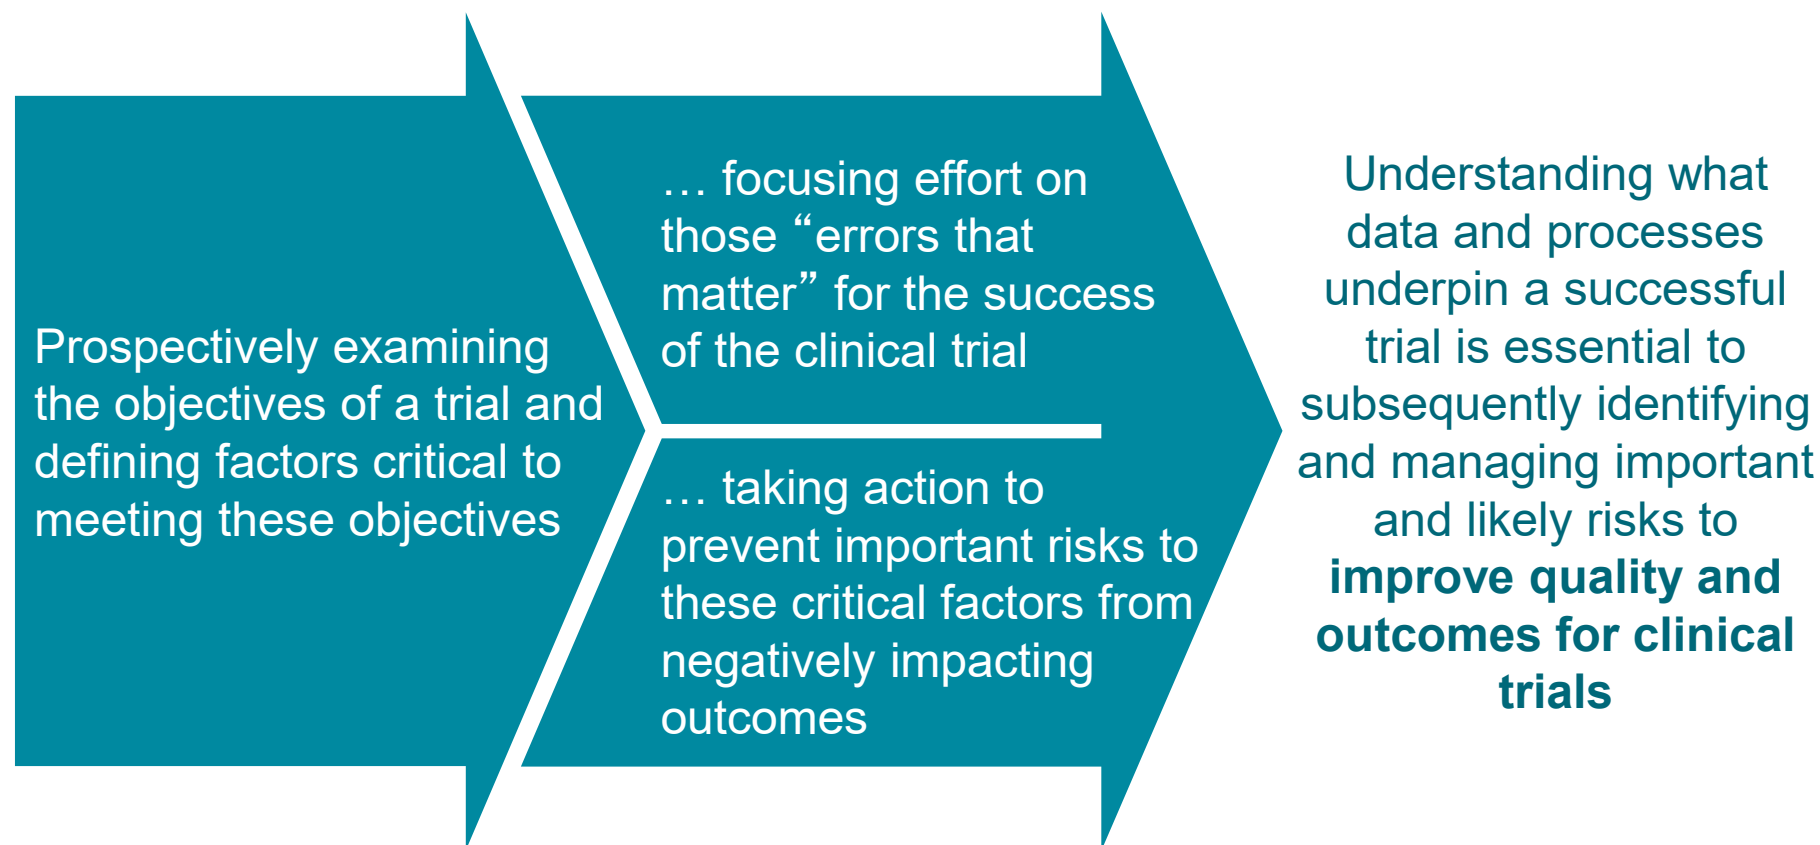 Prospectively examining
the objectives of a trial and
defining factors critical to
meeting these objectives
… focusing effort on
those “errors that
matter” for the success
of the clinical trial
… taking action to
prevent important risks to
these critical factors from
negatively impacting
outcomes
Understanding what
data and processes
underpin a successful
trial is essential to
subsequently identifying
and managing important
and likely risks to
improve quality and
outcomes for clinical
trials